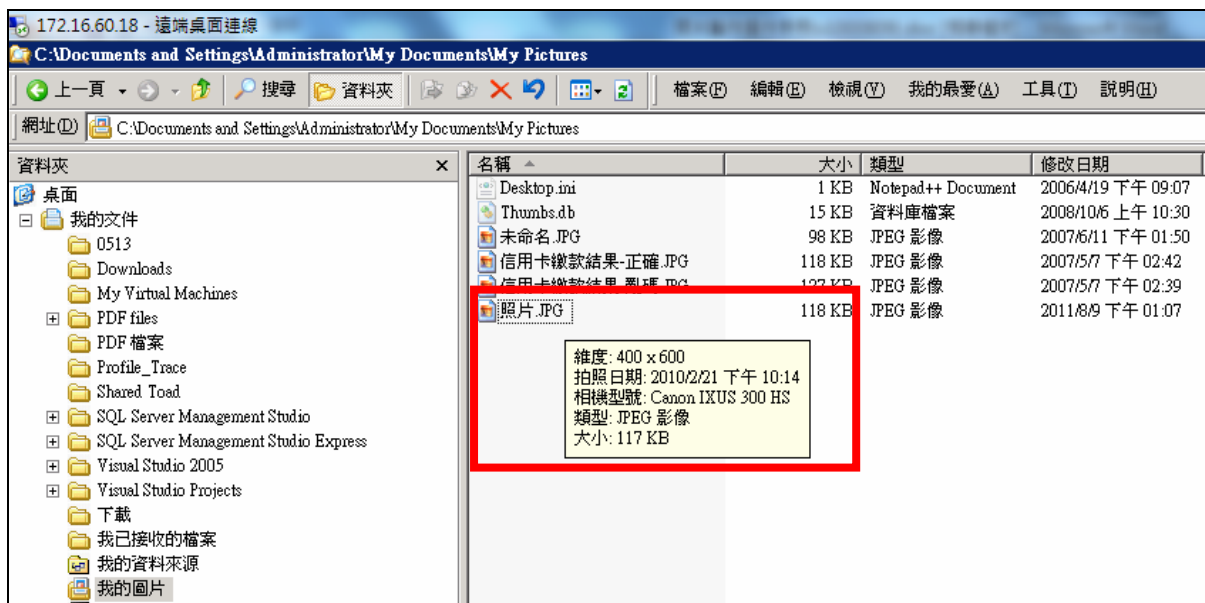 172.16.60.18 - 遠端桌面連線
C:\Documents and Settings\Administrator\My Documents\My Pictures
上一頁 搜尋 資料夾 檔案(F) 編輯(E) 檢視(V) 我的最愛(A) 工具(T) 說明(H)
網址(D) C:\Documents and Settings\Administrator\My Documents\My Pictures
資料夾
桌面
我的文件
0513
Downloads
My Virtual Machines
PDF files
PDF 檔案
Profile_Trace
Shared Toad
SQL Server Management Studio
SQL Server Management Studio Express
Visual Studio 2005
Visual Studio Projects
下載
我已接收的檔案
我的資料來源
我的圖片
名稱 大小 類型 修改日期
Desktop.ini 1 KB Notepad++ Document 2006/4/19 下午 09:07
Thumbs.db 15 KB 資料庫檔案 2008/10/6 上午 10:30
未命名.JPG 98 KB JPEG 影像 2007/6/11 下午 01:50
信用卡繳款結果-正確.JPG 118 KB JPEG 影像 2007/5/7 下午 02:42
信用卡繳款結果-亂碼.JPG 127 KB JPEG 影像 2007/5/7 下午 02:39
照片.JPG 118 KB JPEG 影像 2011/8/9 下午 01:07
維度: 400 x 600
拍照日期: 2010/2/21 下午 10:14
相機型號: Canon IXUS 300 HS
類型: JPEG 影像
大小: 117 KB